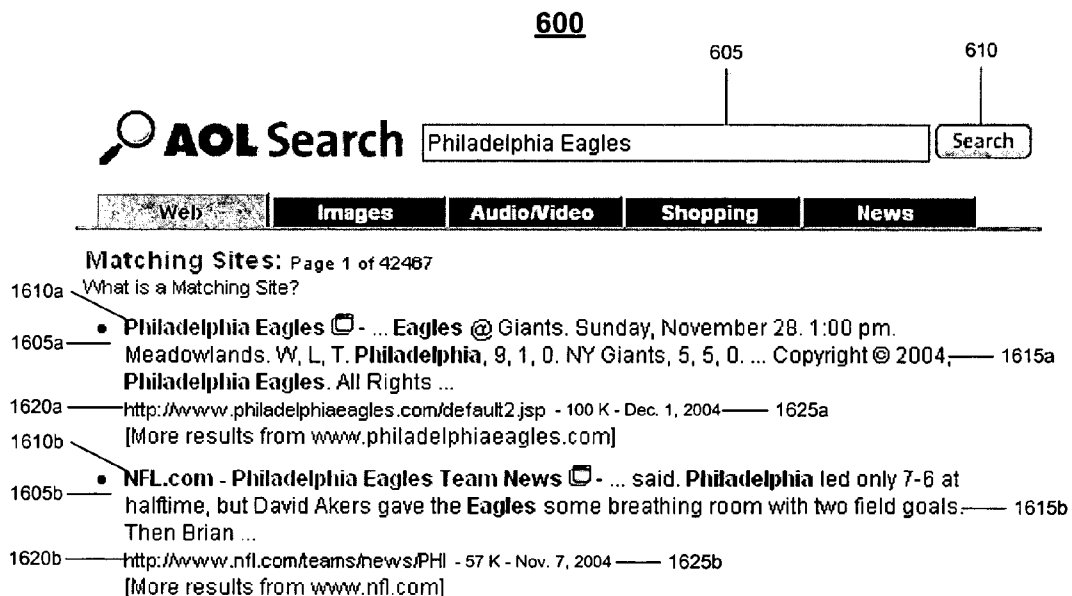 600
605 610
AOL Search Philadelphia Eagles Search
Web Images Audio/Video Shopping News
Matching Sites: Page 1 of 42467
1610a What is a Matching Site?
• Philadelphia Eagles - ... Eagles @ Giants. Sunday, November 28. 1:00 pm.
1605a Meadowlands. W, L, T. Philadelphia, 9, 1, 0. NY Giants, 5, 5, 0. ... Copyright © 2004, 1615a
Philadelphia Eagles. All Rights ...
1620a http://www.philadelphiaeagles.com/default2.jsp - 100 K - Dec. 1, 2004 1625a
[More results from www.philadelphiaeagles.com]
1610b
• NFL.com - Philadelphia Eagles Team News - ... said. Philadelphia led only 7-6 at
1605b halftime, but David Akers gave the Eagles some breathing room with two field goals. 1615b
Then Brian ...
1620b http://www.nfl.com/teams/news/PHI - 57 K - Nov. 7, 2004 1625b
[More results from www.nfl.com]